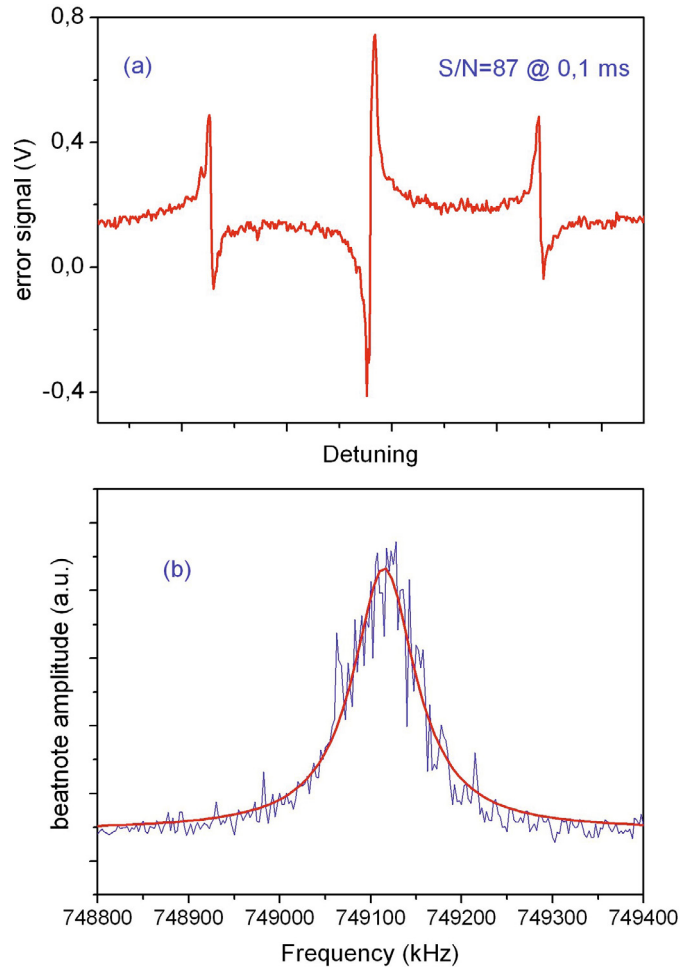 0,8
(a)
S/N=87 @ 0,1 ms
0,4
0,0
-0,4
error signal (V)
Detuning
(b)
beatnote amplitude (a.u.)
748800 748900 749000 749100 749200 749300 749400
Frequency (kHz)